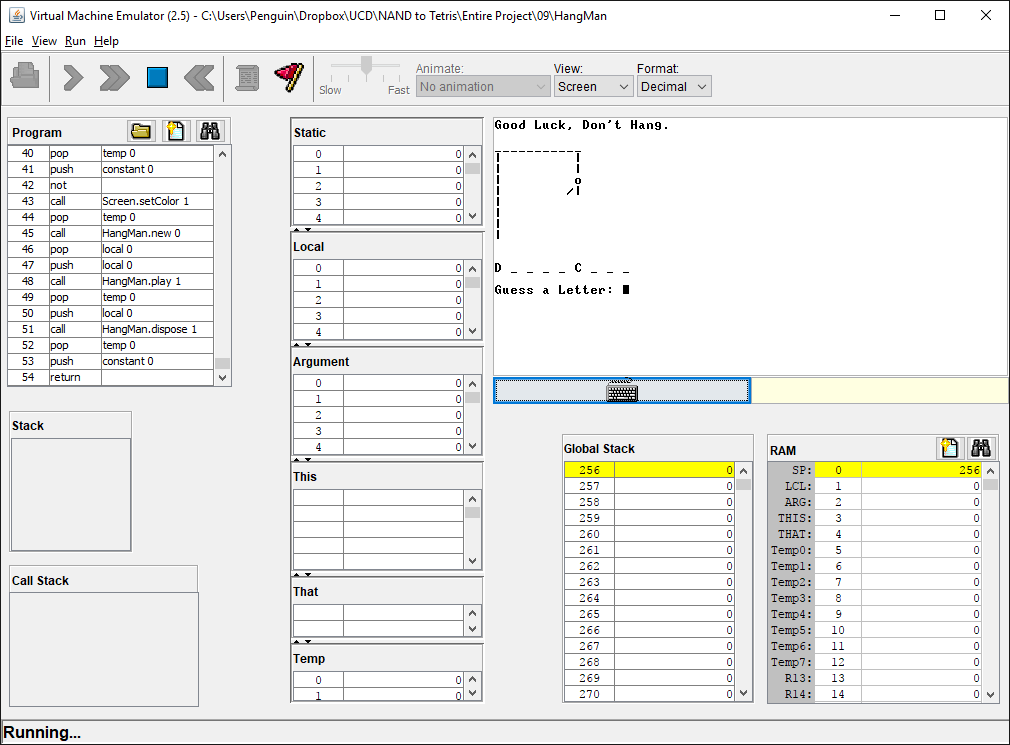 Virtual Machine Emulator (2.5) - C:\Users\Penguin\Dropbox\UCD\NAND to Tetris\Entire Project\09\HangMan
File View Run Help
Animate: View: Format:
Slow Fast No animation Screen Decimal
Program
40 pop temp 0
41 push constant 0
42 not
43 call Screen.setColor 1
44 pop temp 0
45 call HangMan.new 0
46 pop local 0
47 push local 0
48 call HangMan.play 1
49 pop temp 0
50 push local 0
51 call HangMan.dispose 1
52 pop temp 0
53 push constant 0
54 return
Stack
Call Stack
Static
0 0
1 0
2 0
3 0
4 0
Local
0 0
1 0
2 0
3 0
4 0
Argument
0 0
1 0
2 0
3 0
4 0
This
That
Temp
0 0
1 0
Good Luck, Don't Hang.
D _ _ _ _ C _ _ _
Guess a Letter:
Global Stack
256 0
257 0
258 0
259 0
260 0
261 0
262 0
263 0
264 0
265 0
266 0
267 0
268 0
269 0
270 0
RAM
SP: 0 256
LCL: 1 0
ARG: 2 0
THIS: 3 0
THAT: 4 0
Temp0: 5 0
Temp1: 6 0
Temp2: 7 0
Temp3: 8 0
Temp4: 9 0
Temp5: 10 0
Temp6: 11 0
Temp7: 12 0
R13: 13 0
R14: 14 0
Running...